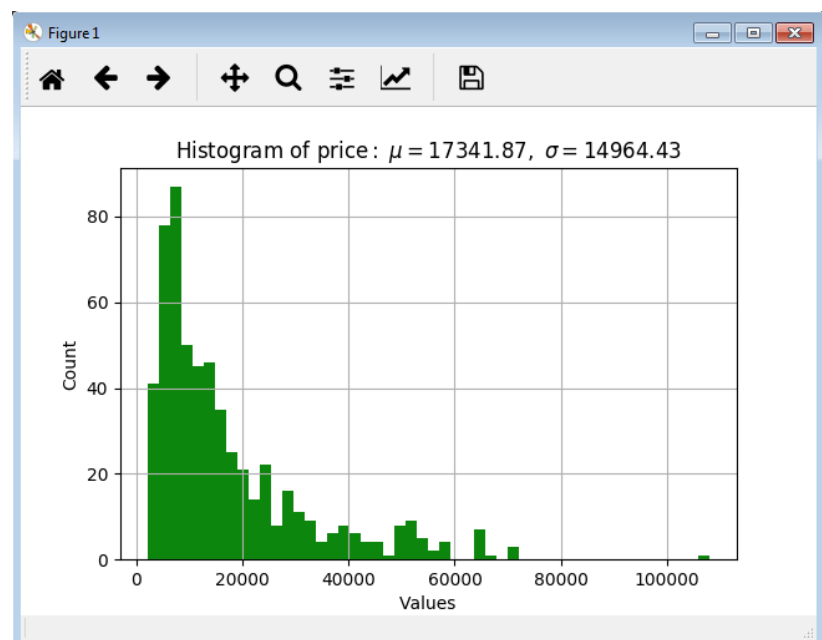 Figure 1
Histogram of price: μ = 17341.87, σ = 14964.43
80
60
40
20
0
Count
0 20000 40000 60000 80000 100000
Values